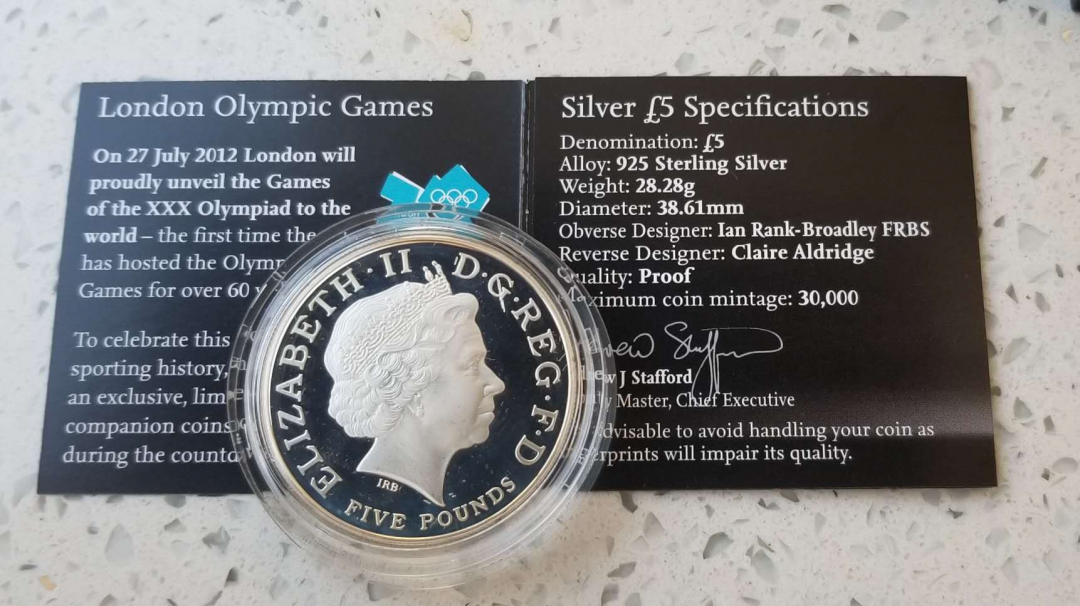 London Olympic Games
On 27 July 2012 London will
proudly unveil the Games
of the XXX Olympiad to the
world – the first time the
has hosted the
Games for over 60
To celebrate this
sporting history,
an exclusive,
companion coins
during the
Silver £5 Specifications
Denomination: £5
Alloy: 925 Sterling Silver
Weight: 28.28g
Diameter: 38.61mm
Obverse Designer: Ian Rank-Broadley FRBS
Reverse Designer: Claire Aldridge
Quality: Proof
Maximum coin mintage: 30,000
J Stafford
Master, Chief Executive
advisable to avoid handling your coin as
fingerprints will impair its quality.
ELIZABETH·II D·G·REG·F·D
FIVE POUNDS
IRB